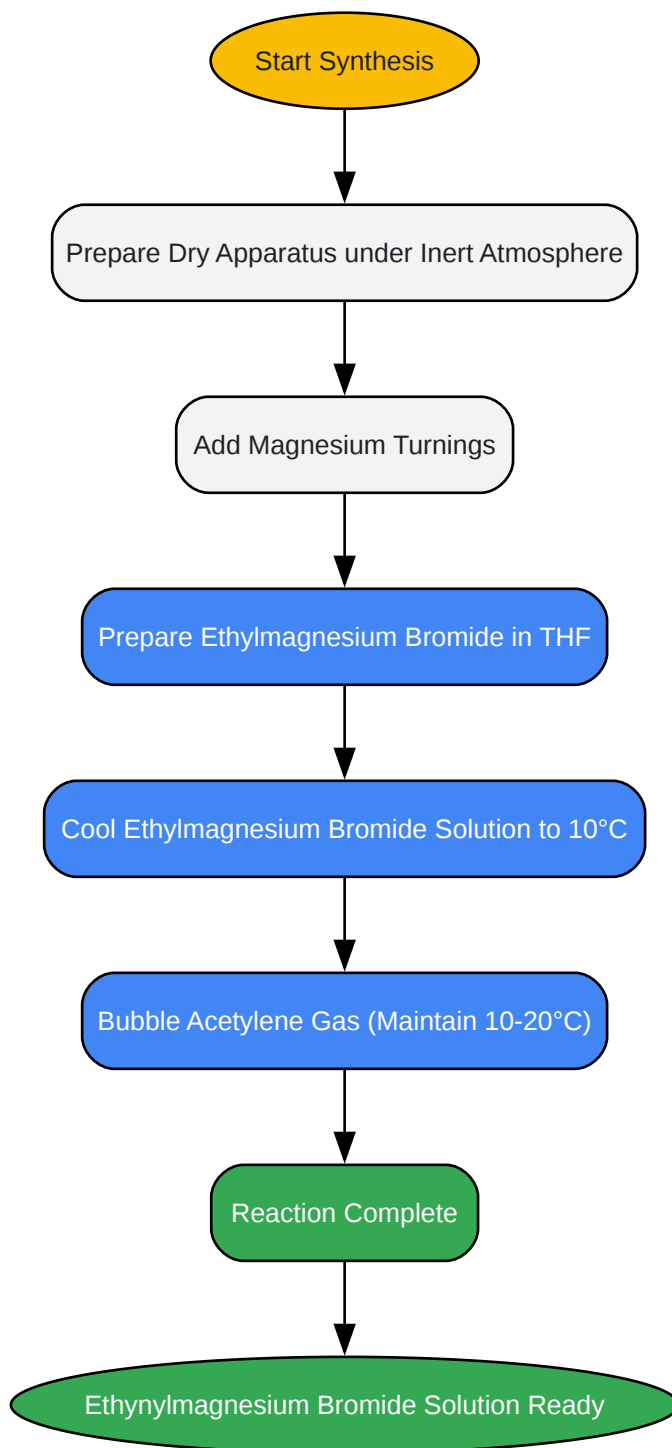 Start Synthesis
Prepare Dry Apparatus under Inert Atmosphere
Add Magnesium Turnings
Prepare Ethylmagnesium Bromide in THF
Cool Ethylmagnesium Bromide Solution to 10°C
Bubble Acetylene Gas (Maintain 10-20°C)
Reaction Complete
Ethynylmagnesium Bromide Solution Ready